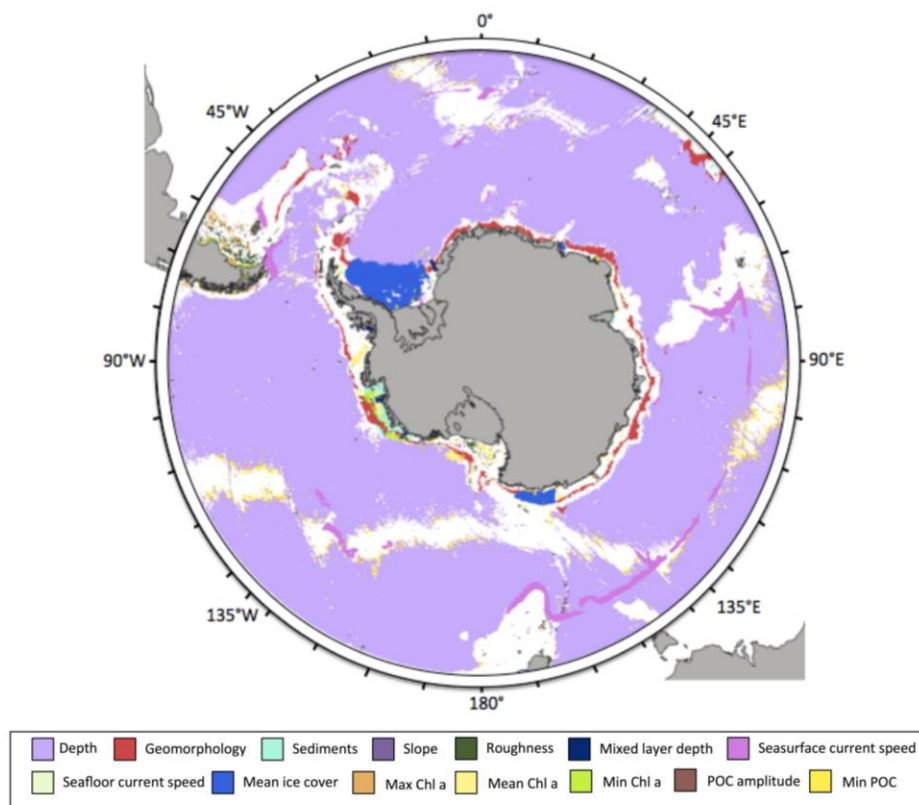 0°
45°W
45°E
90°W
90°E
135°W
135°E
180°
Depth Geomorphology Sediments Slope Roughness Mixed layer depth Seasurface current speed
Seafloor current speed Mean ice cover Max Chl a Mean Chl a Min Chl a POC amplitude Min POC